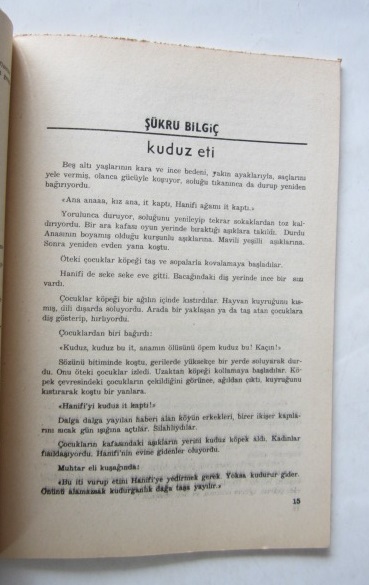 ŞÜKRÜ BİLGİÇ
kuduz eti
Beş altı yaşlarının kara ve ince bedeni, yakın ayaklarıyla, saçlarını
yele vermiş, olanca gücüyle koşuyor, soluğu tıkanınca da durup yeniden
bağırıyordu.
«Ana anaaa, kız ana, it kaptı, Hanifi ağamı it kaptı.»
Yorulunca duruyor, soluğunu yenileyip tekrar sokaklardan toz kal-
dırıyordu. Bir ara kafası oyun yerinde bıraktığı aşıklara takıldı. Durdu
Anasının boyamış olduğu kurşunlu aşıklarına. Mavili yeşilli aşıklarına.
Sonra yeniden evden yana koştu.
Öteki çocuklar köpeği taş ve sopalarla kovalamaya başladılar.
Hanifi de seke seke eve gitti. Bacağındaki diş yerinde ince bir sızı
vardı.
Çocuklar köpeği bir ağılın içinde kıstırdılar. Hayvan kuyruğunu kıs-
mış, dili dışarda soluyordu. Arada bir yaklaşan ya da taş atan çocuklara
diş gösterip, hırlıyordu.
Çocuklardan biri bağırdı:
«Kuduz, kuduz bu it, anamın ölüsünü öpem kuduz bu! Kaçın!»
Sözünü bitiminde koştu, gerilerde yüksekçe bir yerde soluyarak dur-
du. Onu öteki çocuklar izledi. Uzaktan köpeği kollamaya başladılar. Kö-
pek çevresindeki çocukların çekildiğini görünce, ağıldan çıktı, kuyruğunu
kıstırarak koştu bir yanlara.
«Hanifi'yi kuduz it kaptı!»
Dalga dalga yayılan haberi alan köyün erkekleri, birer ikişer kapıla-
rını sıcak gün ışığına açtılar. Silahlıydılar.
Çocukların kafasındaki aşıkların yerini kuduz köpek aldı. Kadınlar
fısıldaşıyordu. Hanifi'nin evine gidenler oluyordu.
Muhtar eli kuşağında:
«Bu iti vurup etini Hanifi'ye yedirmek gerek. Yoksa kudurur gider.
Önünü alamazsak kudurganlık dağa taşa yayılır.»
15